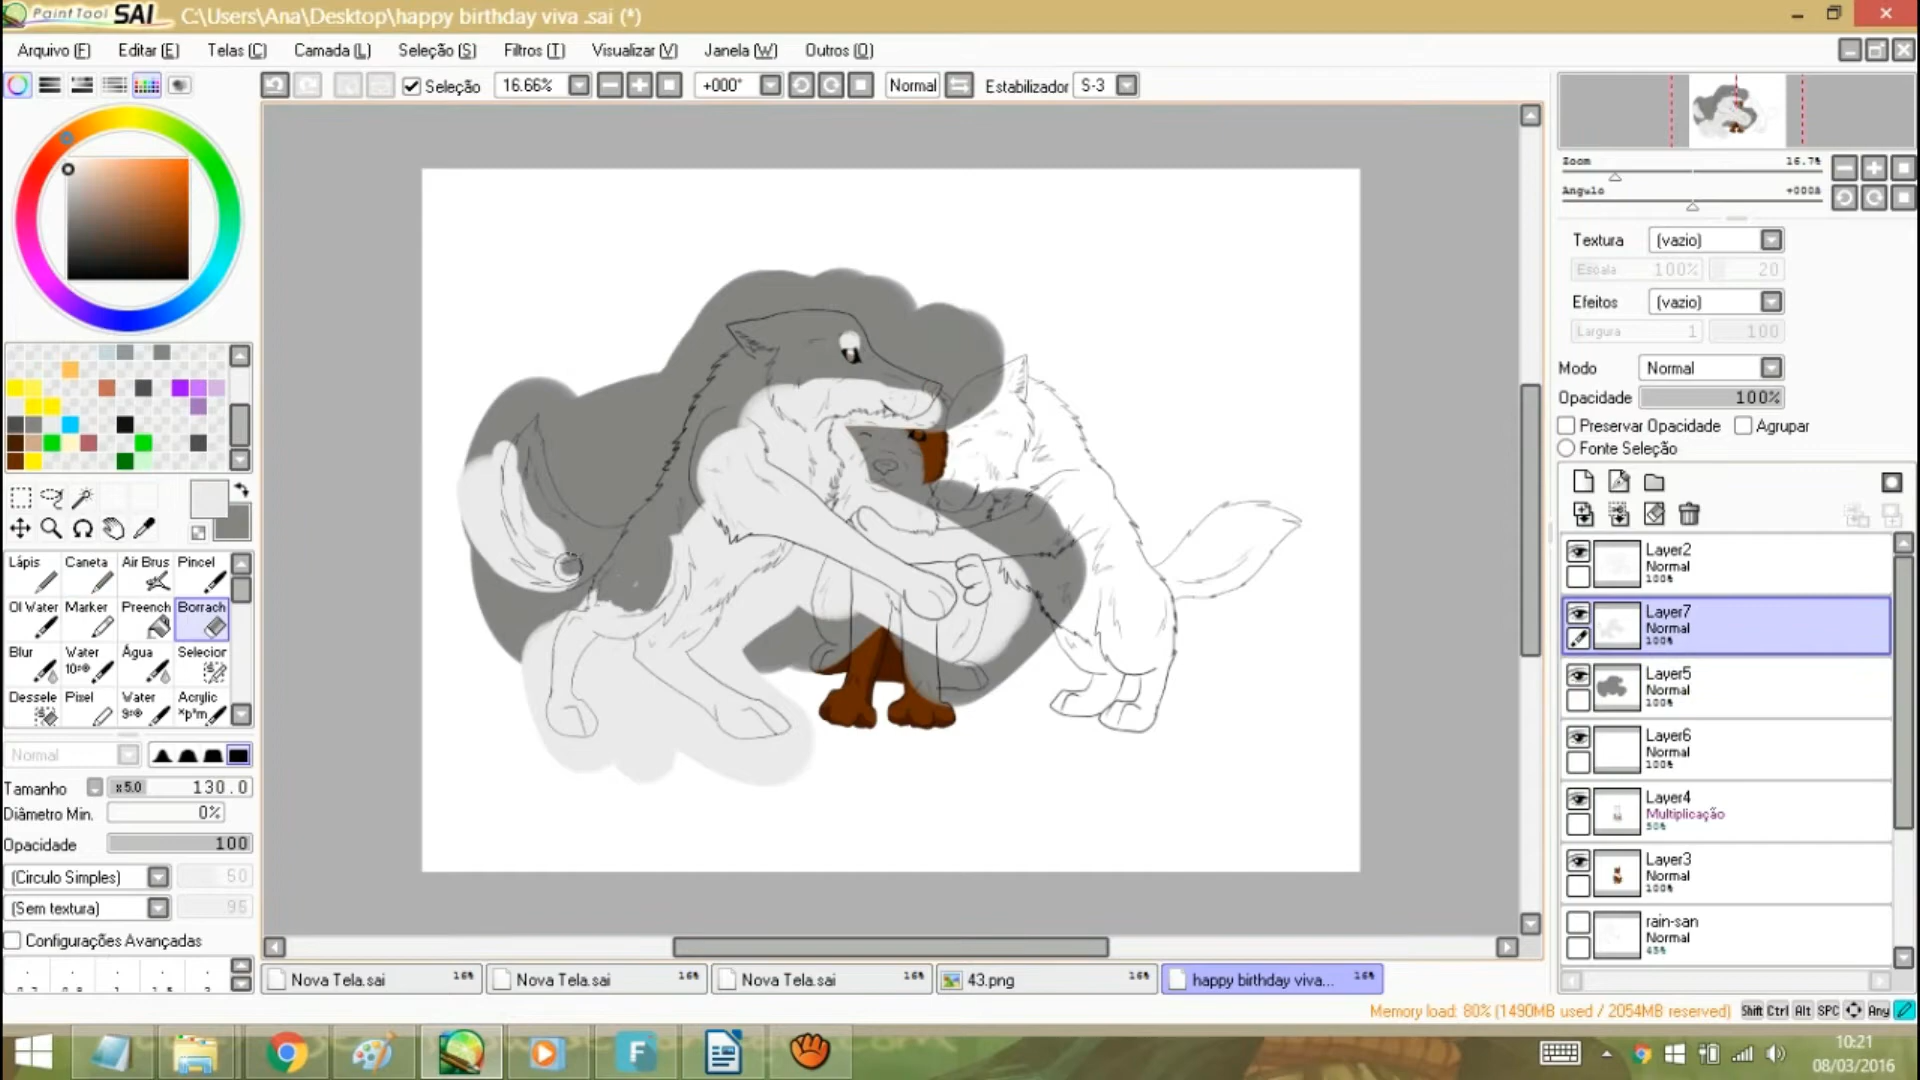 PaintTool SAI C:\Users\Ana\Desktop\happy birthday viva .sai (*)
Arquivo (F) Editar (E) Telas (C) Camada (L) Seleção (S) Filtros (T) Visualizar (V) Janela (W) Outros (O)
Seleção 16.66% +000° Normal Estabilizador S-3
Zoom 16.7%
Angulo +000Â
Textura (vazio)
Escala 100% 20
Efeitos (vazio)
Largura 1 100
Modo Normal
Opacidade 100%
Preservar Opacidade Agrupar
Fonte Seleção
Lápis Caneta Air Brus Pincel
Ol Water Marker Preench Borrach
Blur Water Água Selecior
Dessele Pixel Water Acrylic
Normal
Tamanho x5.0 130.0
Diâmetro Min. 0%
Opacidade 100
(Circulo Simples) 50
(Sem textura) 95
Configurações Avançadas
Layer2
Normal
100%
Layer7
Normal
100%
Layer5
Normal
100%
Layer6
Normal
100%
Layer4
Multiplicação
50%
Layer3
Normal
100%
rain-san
Normal
45%
Nova Tela.sai 16% Nova Tela.sai 16% Nova Tela.sai 16% 43.png 16% happy birthday viva... 16%
Memory load: 80% (1490MB used / 2054MB reserved) Shift Ctrl Alt SPC Any
10:21
08/03/2016